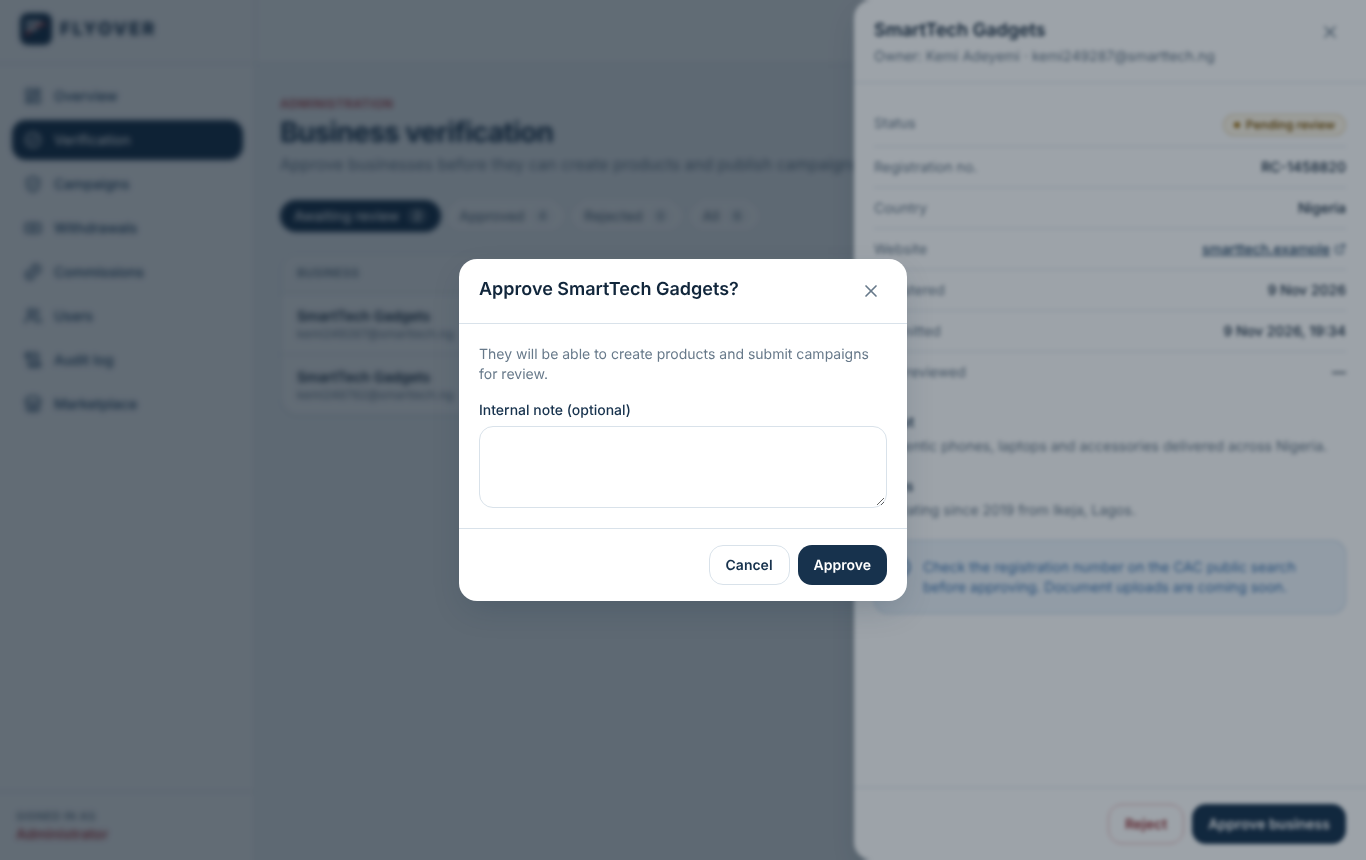 FLYOVER
Overview
Verification
Campaigns
Withdrawals
Commissions
Users
Audit log
Marketplace
Administrator
ADMINISTRATION
Business verification
Approve businesses before they can create products and publish campaigns
Awaiting review
Approved
Rejected
All
BUSINESS
SmartTech Gadgets
SmartTech Gadgets
Approve SmartTech Gadgets?
They will be able to create products and submit campaigns
for review.
Internal note (optional)
Cancel
Approve
SmartTech Gadgets
Owner: Kemi Adeyemi · kemi249287@smarttech.ng
Status
Pending review
Registration no.
RC-1458820
Country
Nigeria
Website
smarttech.example
9 Nov 2026
9 Nov 2026, 19:34
reviewed
—
phones, laptops and accessories delivered across Nigeria.
since 2019 from Ikeja, Lagos.
Check the registration number on the CAC public search
before approving. Document uploads are coming soon.
Reject
Approve business